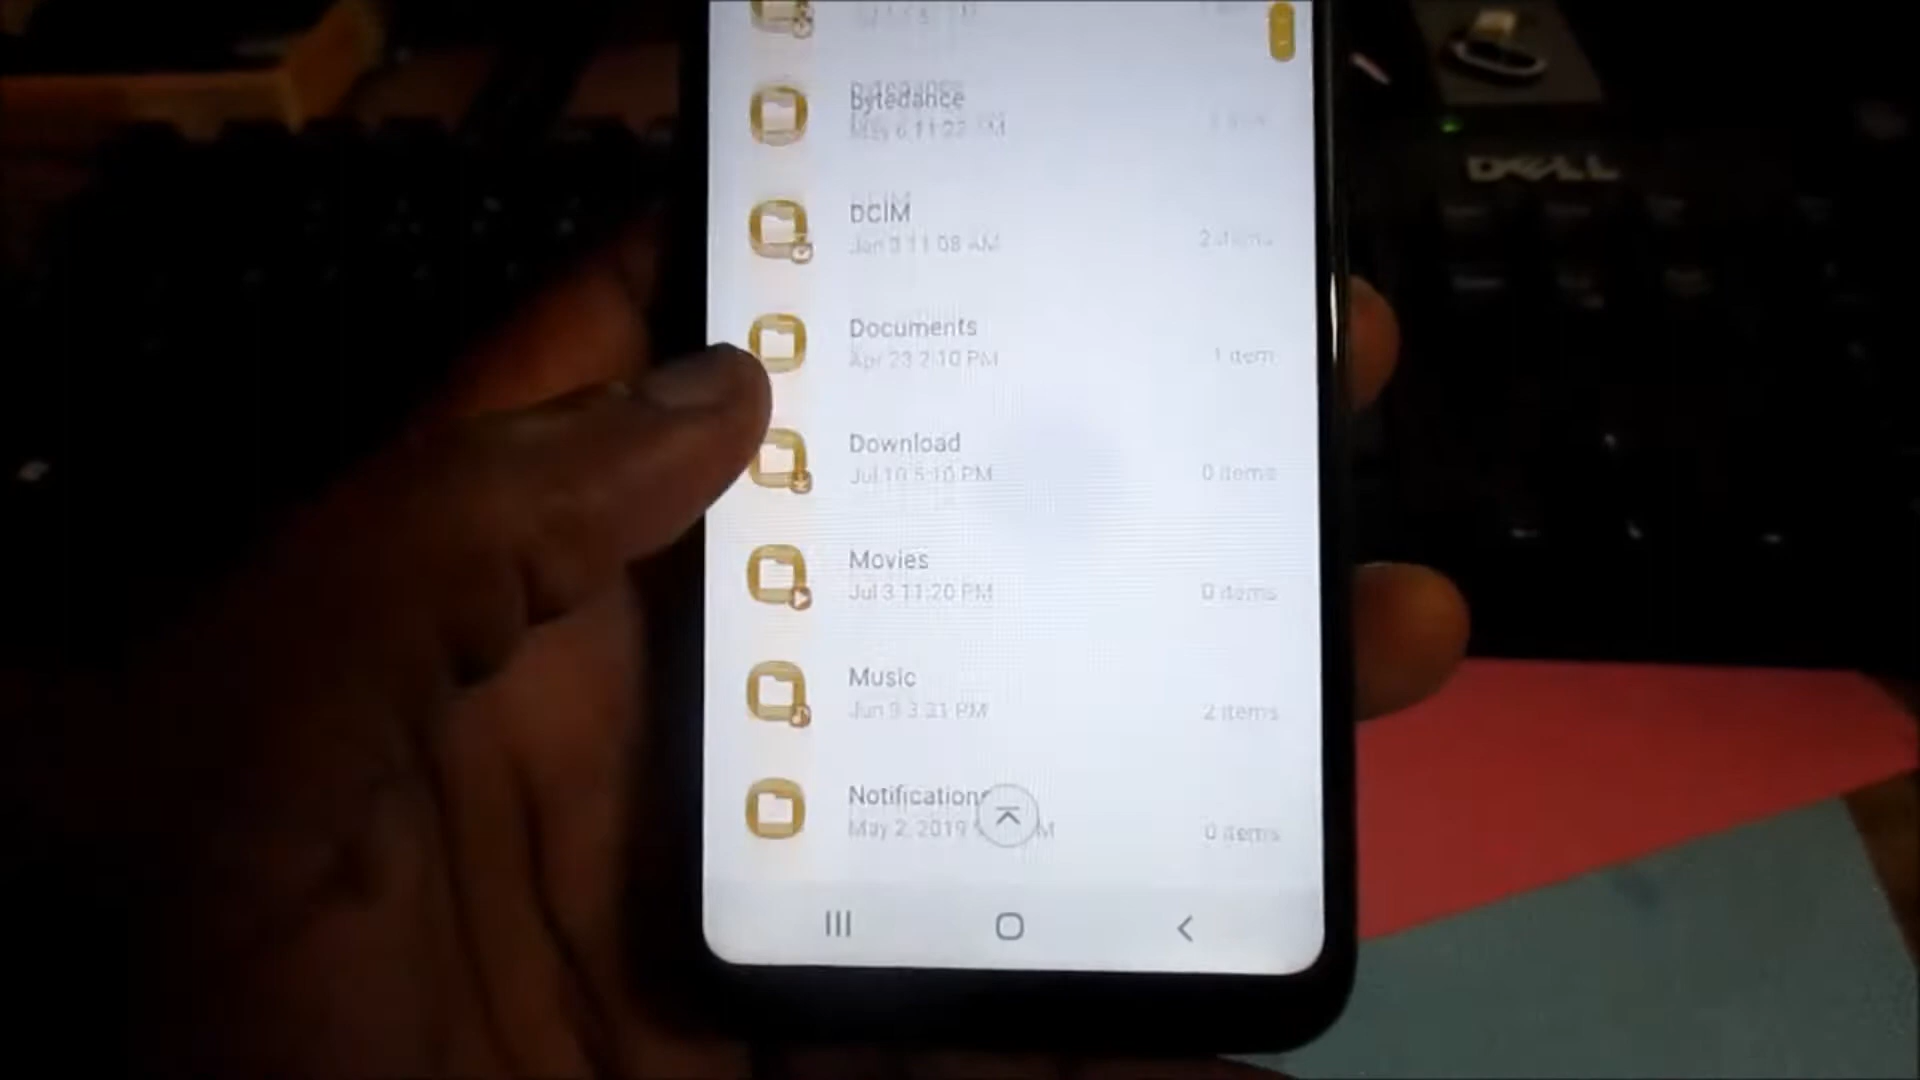 bytedance
May 6 11:22 PM
DELL
DCIM
Jan 3 11:08 AM
2 items
Documents
Apr 23 2:10 PM
1 item
Download
Jul 10 5:10 PM
0 items
Movies
Jul 3 11:20 PM
0 items
Music
Jun 9 3:31 PM
2 items
Notifications
May 2, 2019
M
0 items